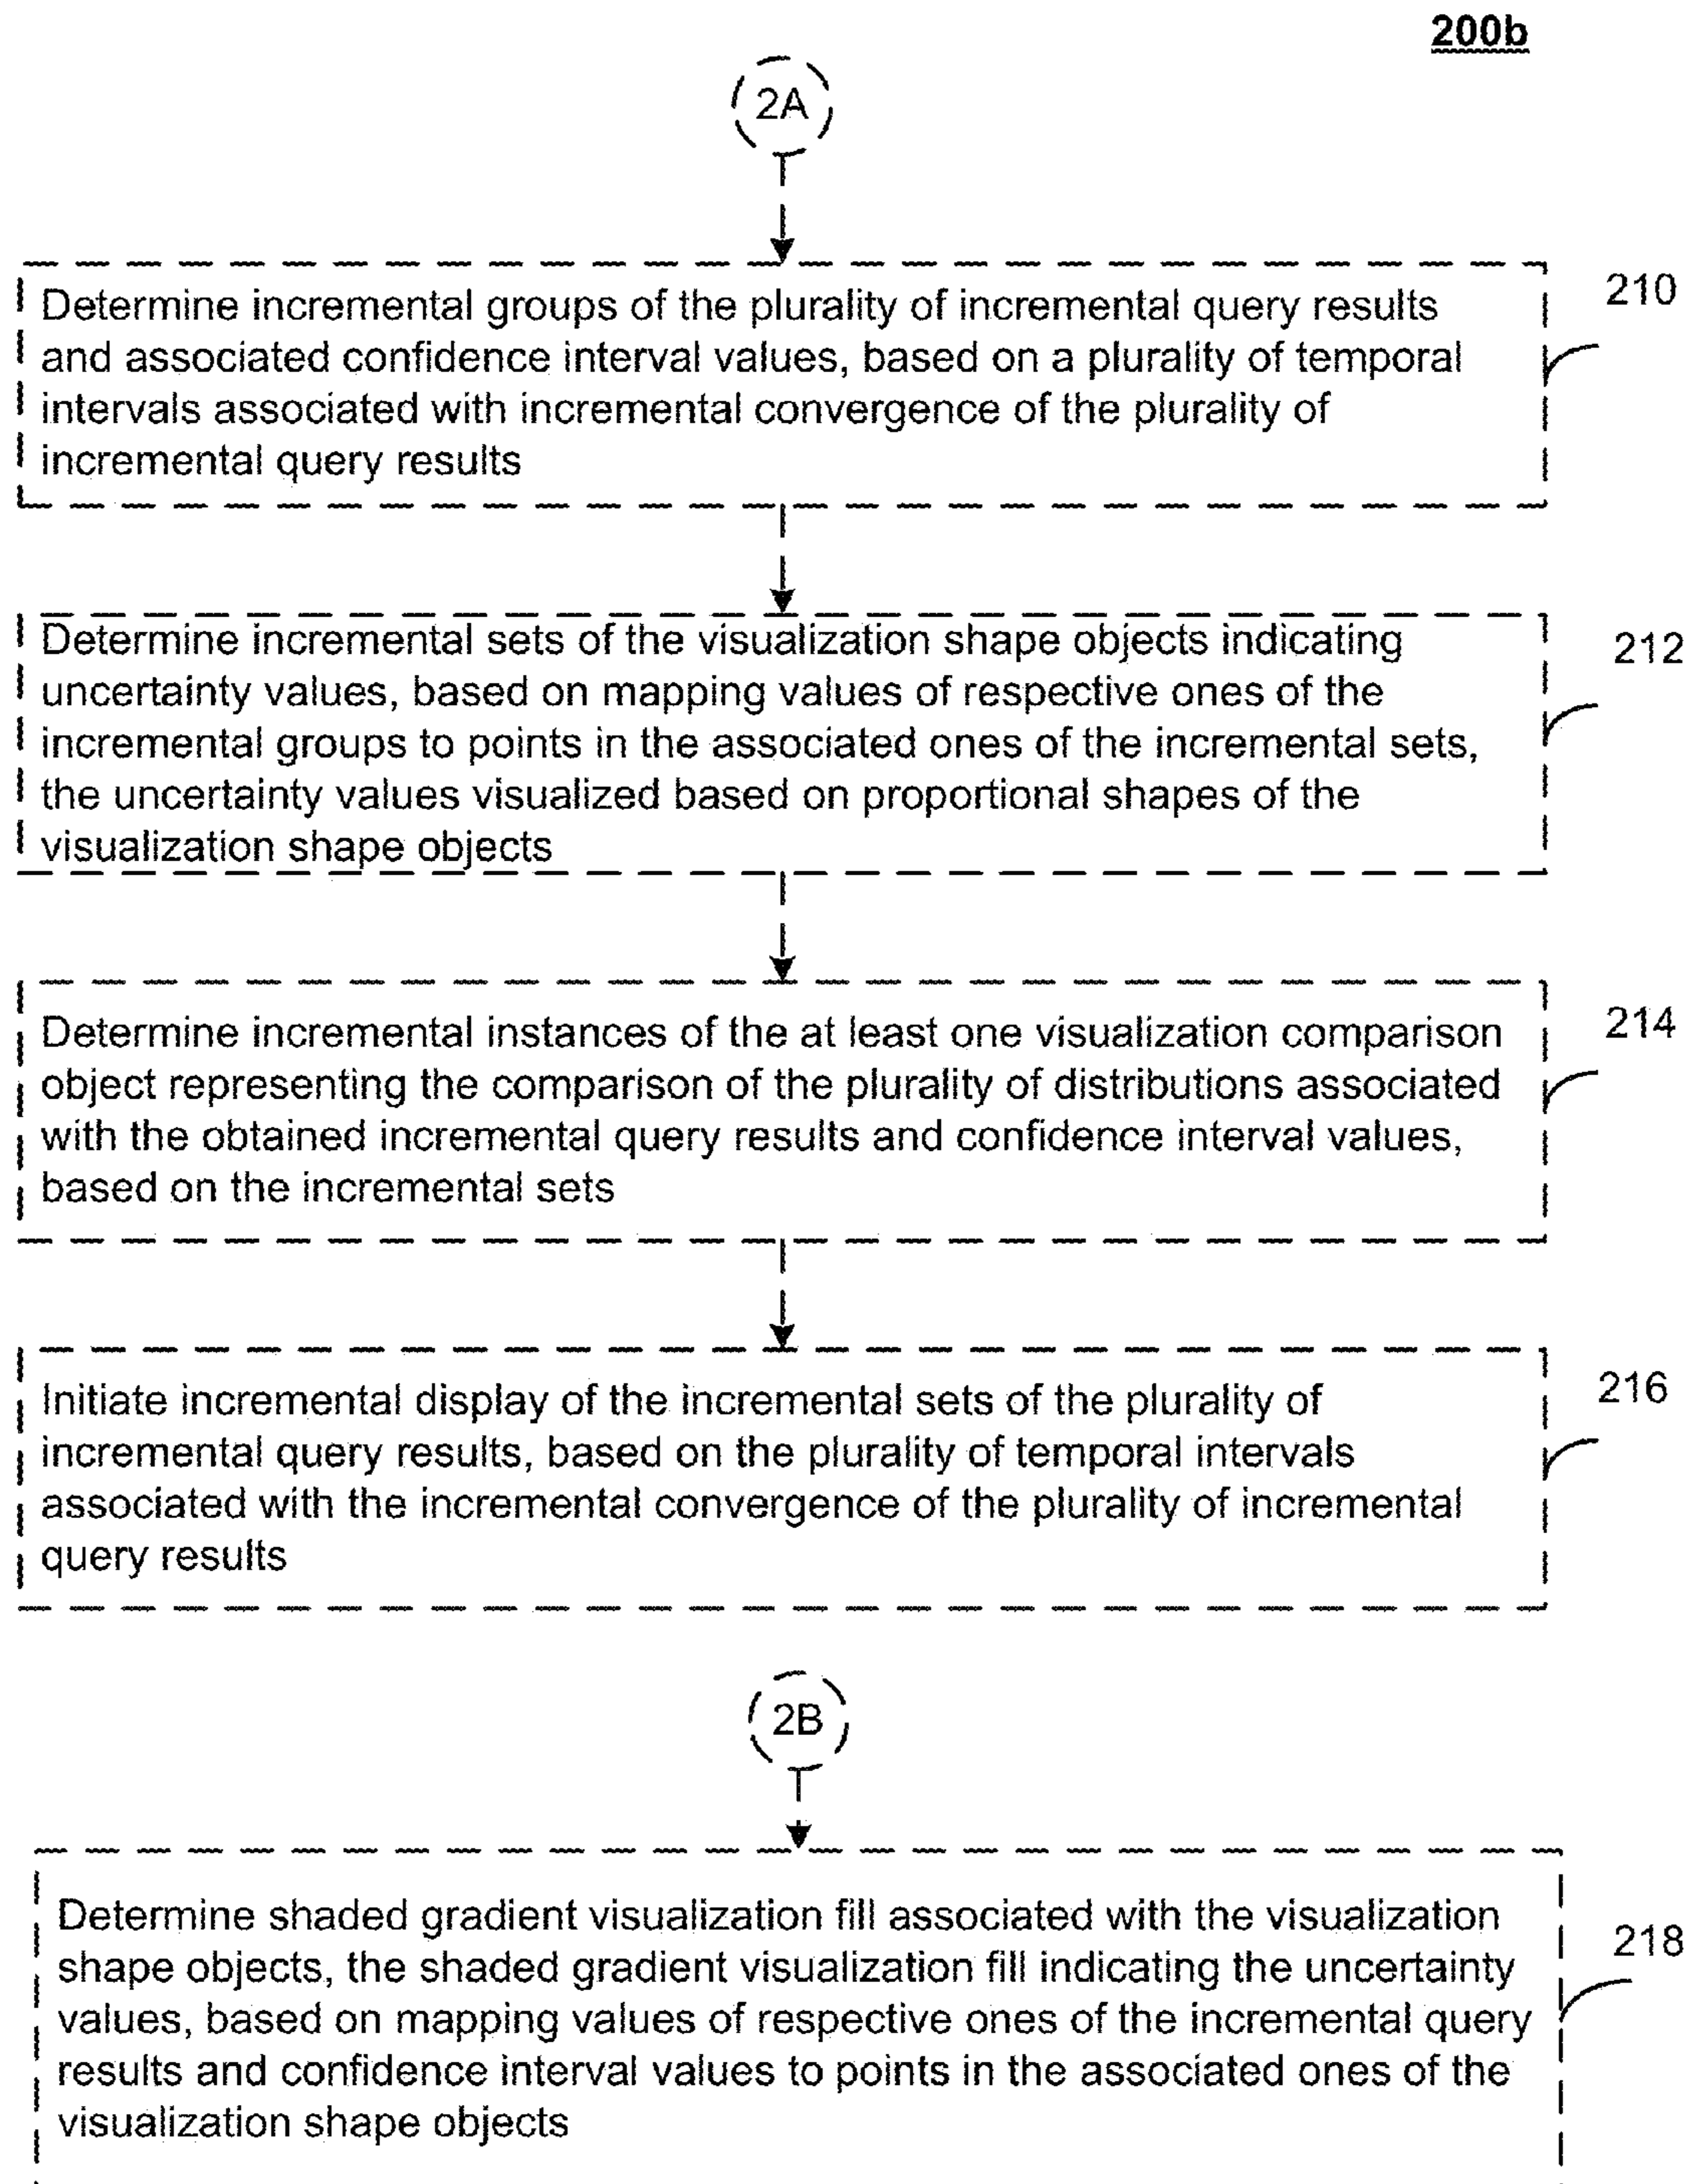 200b
2A
Determine incremental groups of the plurality of incremental query results
and associated confidence interval values, based on a plurality of temporal
intervals associated with incremental convergence of the plurality of
incremental query results
210
Determine incremental sets of the visualization shape objects indicating
uncertainty values, based on mapping values of respective ones of the
incremental groups to points in the associated ones of the incremental sets,
the uncertainty values visualized based on proportional shapes of the
visualization shape objects
212
Determine incremental instances of the at least one visualization comparison
object representing the comparison of the plurality of distributions associated
with the obtained incremental query results and confidence interval values,
based on the incremental sets
214
Initiate incremental display of the incremental sets of the plurality of
incremental query results, based on the plurality of temporal intervals
associated with the incremental convergence of the plurality of incremental
query results
216
2B
Determine shaded gradient visualization fill associated with the visualization
shape objects, the shaded gradient visualization fill indicating the uncertainty
values, based on mapping values of respective ones of the incremental query
results and confidence interval values to points in the associated ones of the
visualization shape objects
218